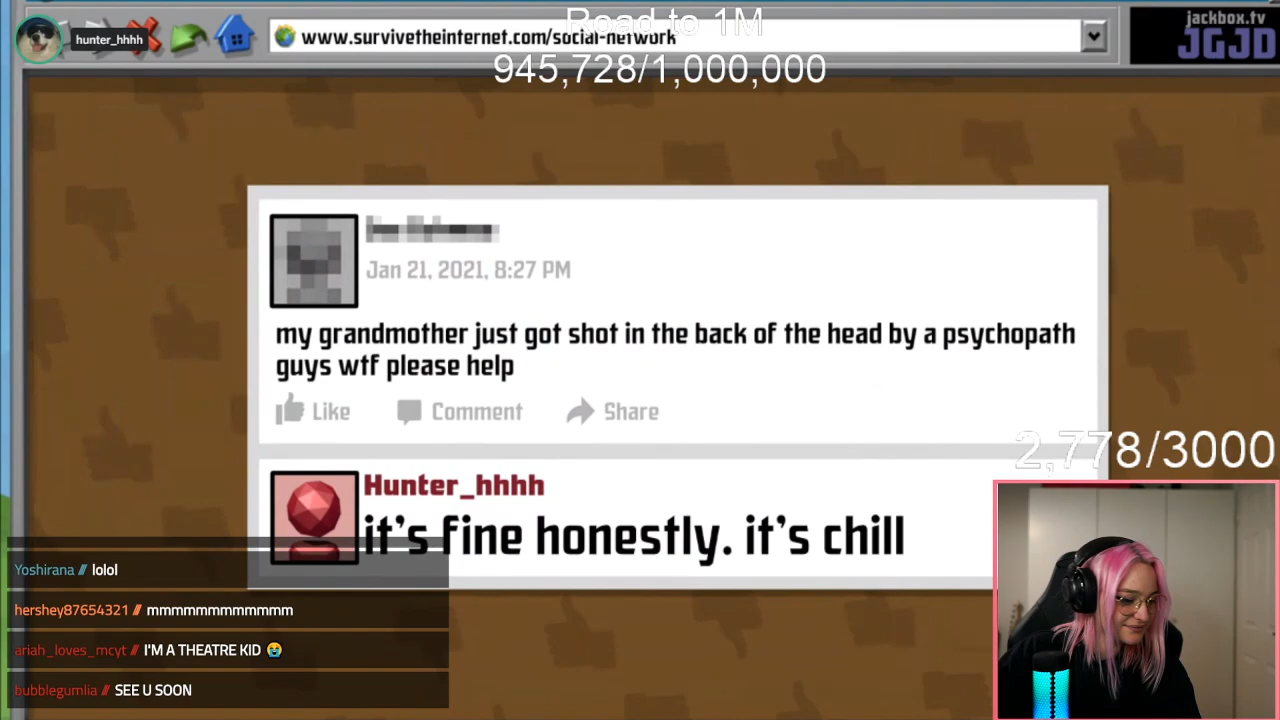 hunter_hhhh
www.survivetheinternet.com/social-network
Road to 1M
945,728/1,000,000
jackbox.tv
JGJD
Jan 21, 2021, 8:27 PM
my grandmother just got shot in the back of the head by a psychopath
guys wtf please help
Like
Comment
Share
2,778/3000
Hunter_hhhh
it's fine honestly. it's chill
Yoshirana // lolol
hershey87654321 // mmmmmmmmmmmm
ariah_loves_mcyt // I'M A THEATRE KID 😭
bubblegumlia // SEE U SOON